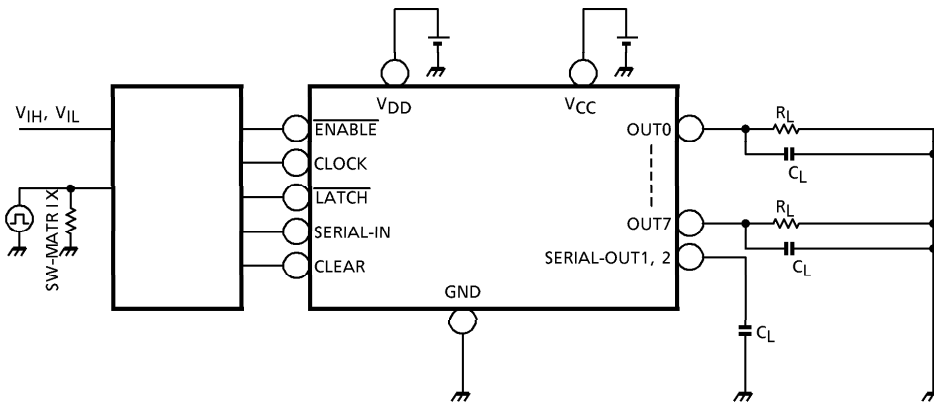 VDD
VCC
VIH, VIL
ENABLE
CLOCK
LATCH
SERIAL-IN
CLEAR
SW-MATRIX
GND
OUT0
OUT7
SERIAL-OUT1, 2
RL
CL
RL
CL
CL